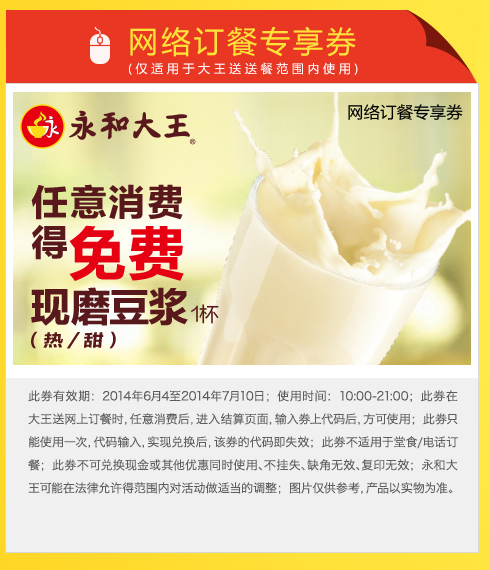 网络订餐专享券
(仅适用于大王送送餐范围内使用)
网络订餐专享券
永 永和大王®
任意消费
得免费
现磨豆浆1杯
(热/甜)
此券有效期：2014年6月4至2014年7月10日；使用时间：10:00-21:00；此券在
大王送网上订餐时, 任意消费后, 进入结算页面, 输入券上代码后, 方可使用；此券只
能使用一次, 代码输入, 实现兑换后, 该券的代码即失效；此券不适用于堂食/电话订
餐；此券不可兑换现金或其他优惠同时使用、不挂失、缺角无效、复印无效；永和大
王可能在法律允许得范围内对活动做适当的调整；图片仅供参考, 产品以实物为准。